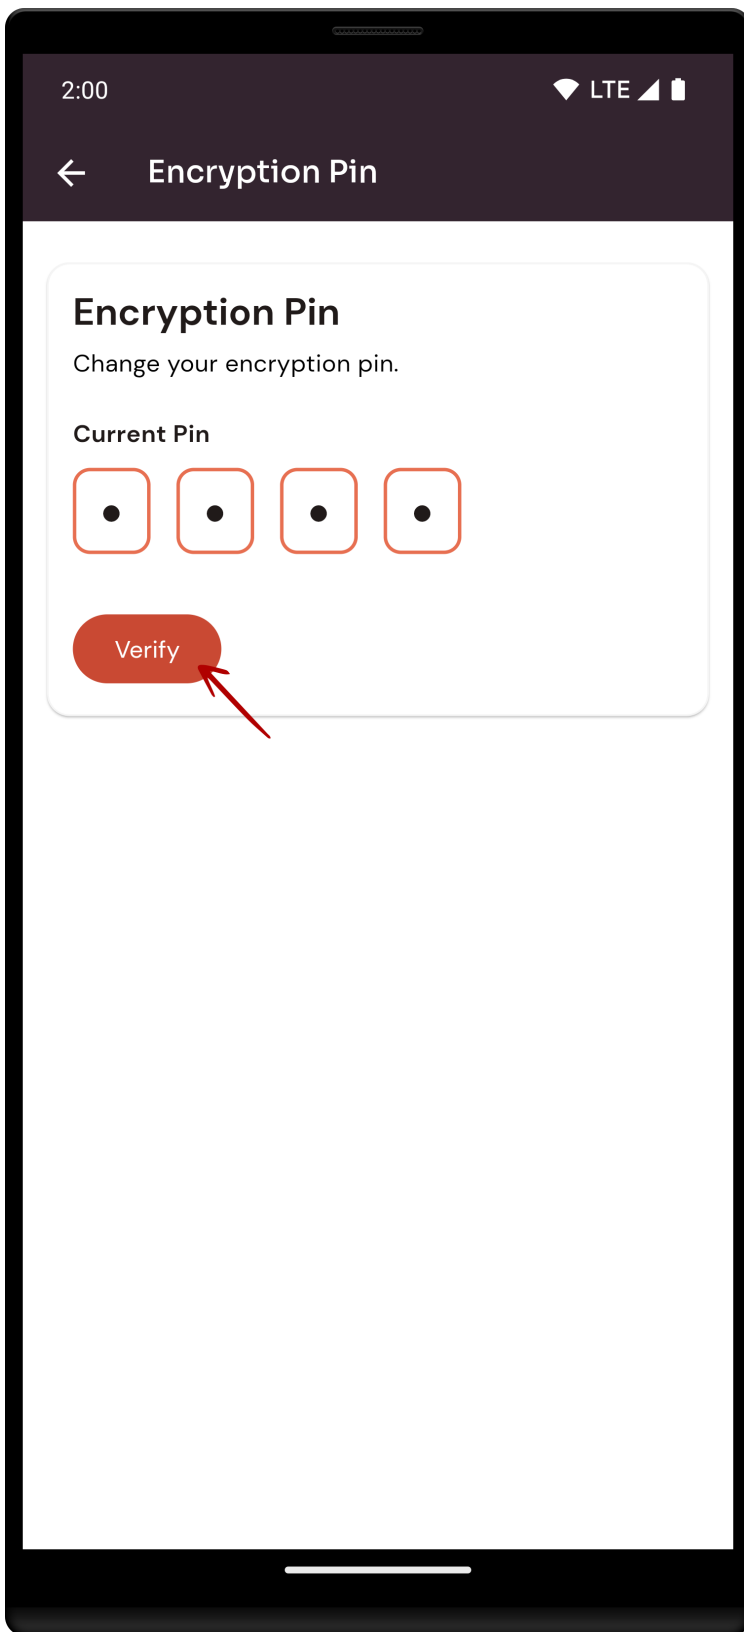 2:00 LTE
Encryption Pin
Encryption Pin
Change your encryption pin.
Current Pin
Verify